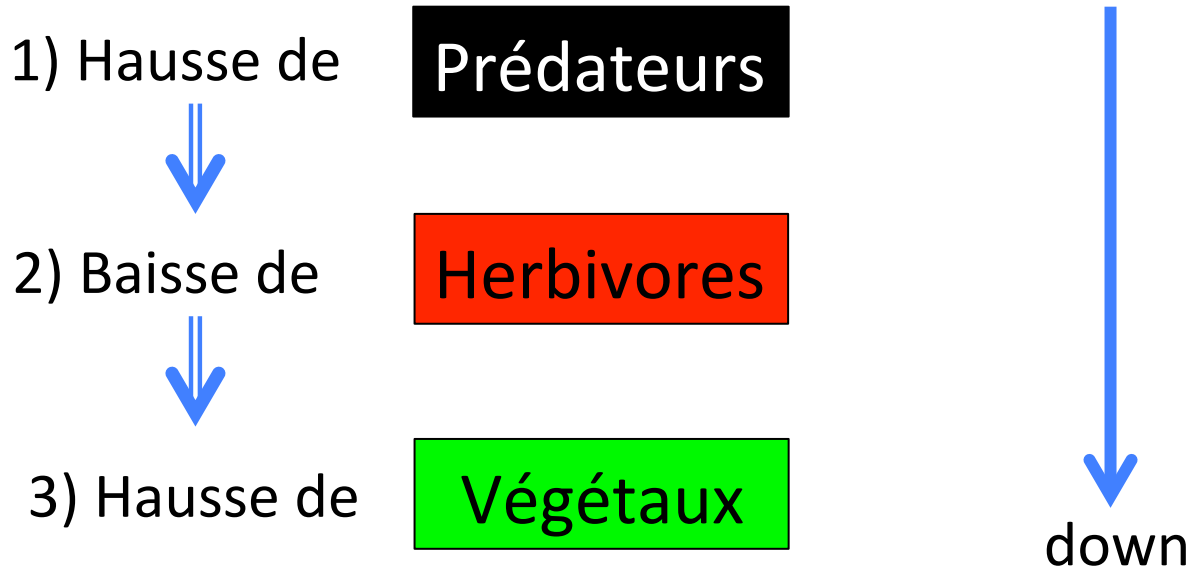 1) Hausse de Prédateurs
2) Baisse de Herbivores
3) Hausse de Végétaux
down